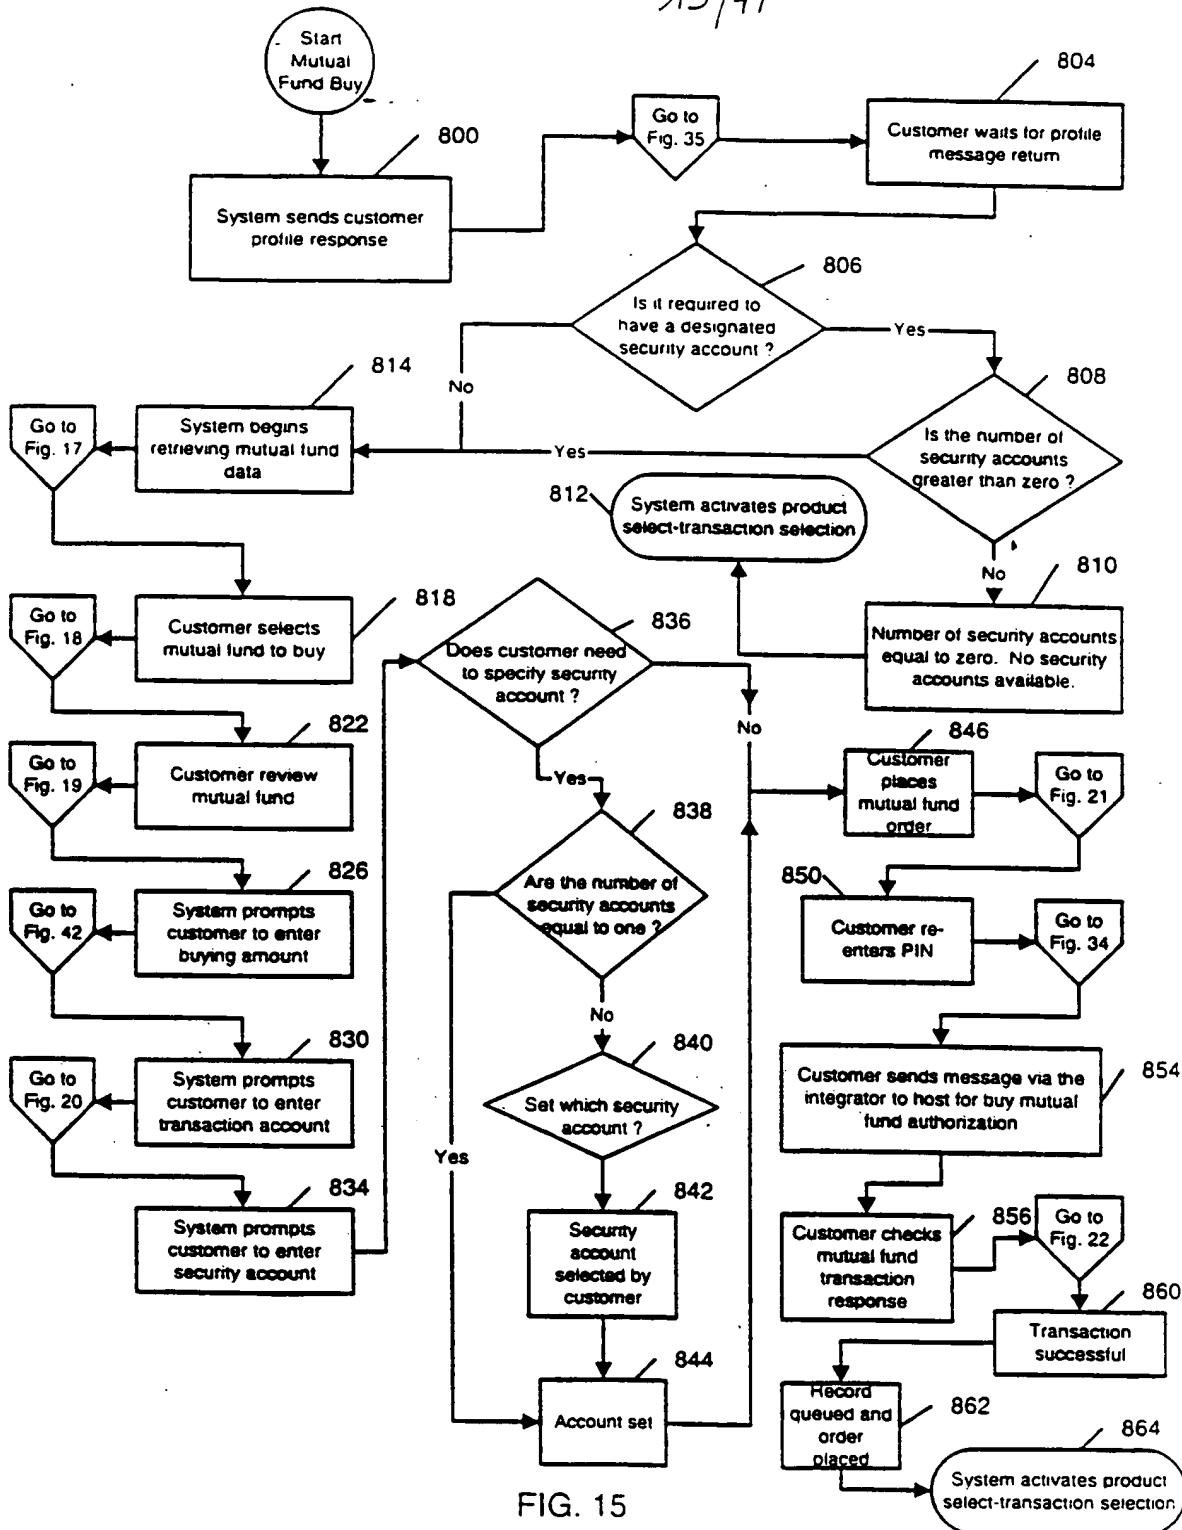 15/41
Start
Mutual
Fund Buy
800
System sends customer
profile response
Go to
Fig. 35
804
Customer waits for profile
message return
806
Is it required to
have a designated
security account ?
Yes
No
808
Is the number of
security accounts
greater than zero ?
Yes
No
814
System begins
retrieving mutual fund
data
Go to
Fig. 17
812
System activates product
select-transaction selection
810
Number of security accounts
equal to zero. No security
accounts available.
818
Customer selects
mutual fund to buy
Go to
Fig. 18
822
Customer review
mutual fund
Go to
Fig. 19
826
System prompts
customer to enter
buying amount
Go to
Fig. 42
830
System prompts
customer to enter
transaction account
Go to
Fig. 20
834
System prompts
customer to enter
security account
836
Does customer need
to specify security
account ?
No
Yes
838
Are the number of
security accounts
equal to one ?
No
Yes
840
Set which security
account ?
842
Security
account
selected by
customer
844
Account set
846
Customer
places
mutual fund
order
Go to
Fig. 21
850
Customer re-
enters PIN
Go to
Fig. 34
854
Customer sends message via the
integrator to host for buy mutual
fund authorization
856
Customer checks
mutual fund
transaction
response
Go to
Fig. 22
860
Transaction
successful
862
Record
queued and
order
placed
864
System activates product
select-transaction selection
FIG. 15